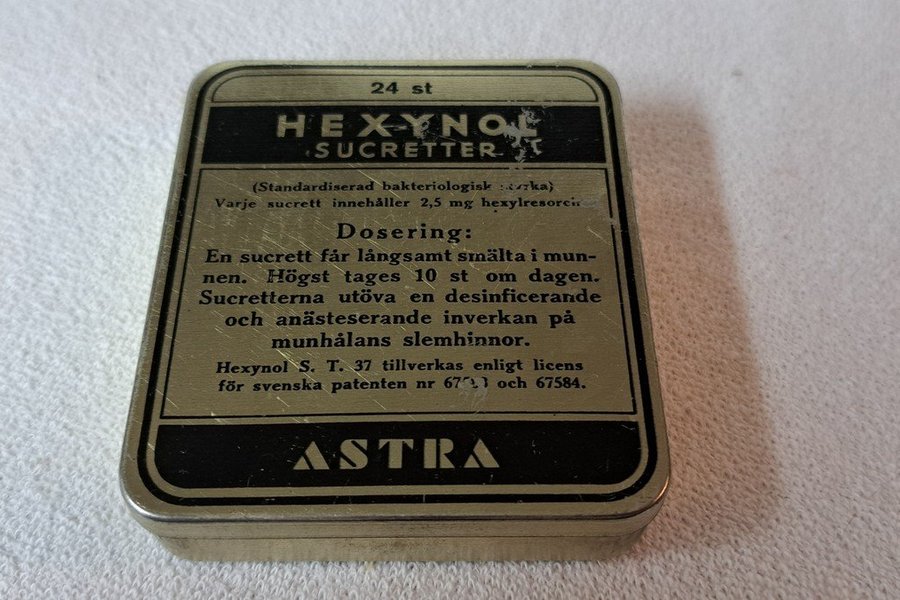 24 st
HEXYNOL
SUCRETTER
(Standardiserad bakteriologisk styrka)
Varje sucrett innehåller 2,5 mg hexylresorcin
Dosering:
En sucrett får långsamt smälta i mun-
nen. Högst tages 10 st om dagen.
Sucretterna utöva en desinficerande
och anästeserande inverkan på
munhålans slemhinnor.
Hexynol S. T. 37 tillverkas enligt licens
för svenska patenten nr och 67584.
ASTRA